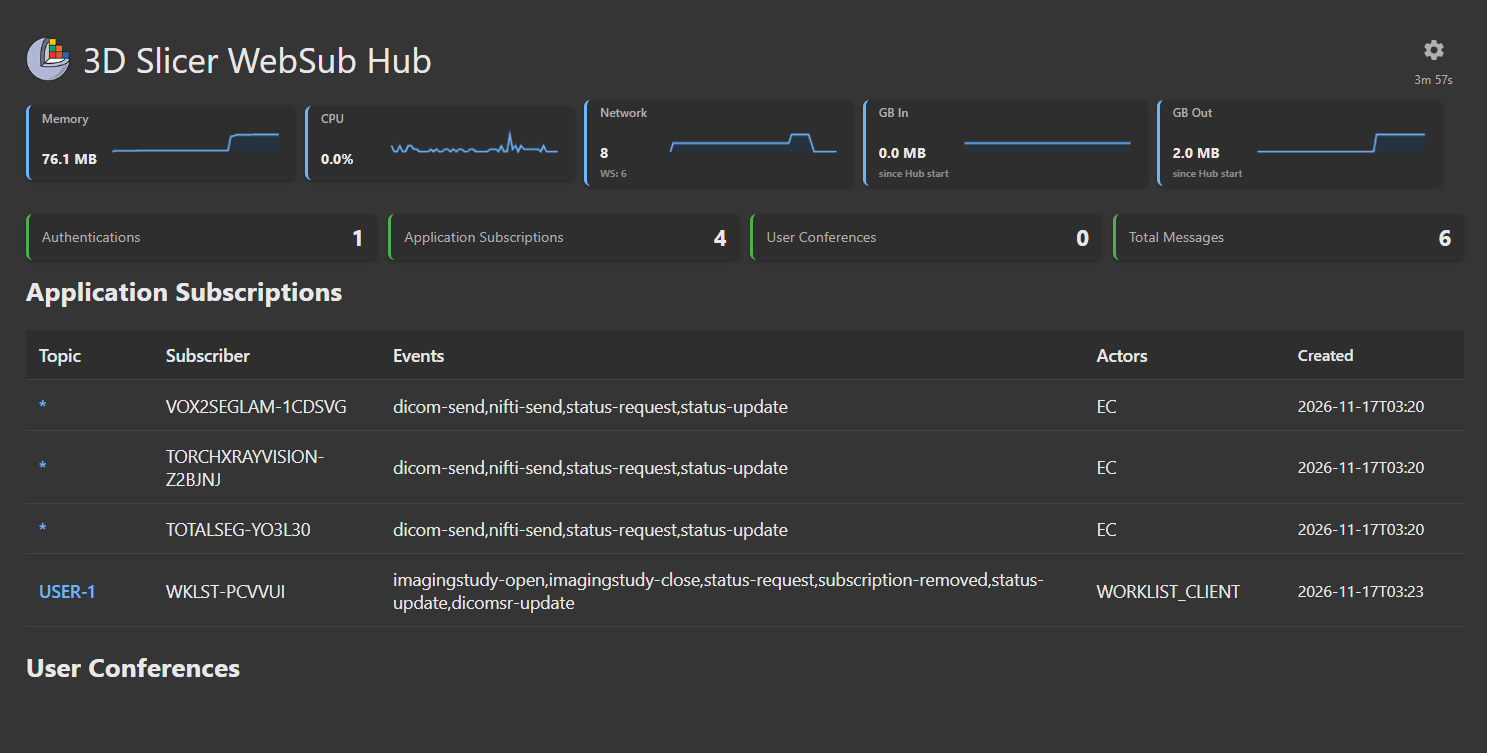 3D Slicer WebSub Hub
3m 57s
Memory
76.1 MB
CPU
0.0%
Network
8
WS: 6
GB In
0.0 MB
since Hub start
GB Out
2.0 MB
since Hub start
Authentications 1
Application Subscriptions 4
User Conferences 0
Total Messages 6
Application Subscriptions
Topic Subscriber Events Actors Created
* VOX2SEGLAM-1CDSVG dicom-send,nifti-send,status-request,status-update EC 2026-11-17T03:20
* TORCHXRAYVISION-
Z2BJNJ dicom-send,nifti-send,status-request,status-update EC 2026-11-17T03:20
* TOTALSEG-YO3L30 dicom-send,nifti-send,status-request,status-update EC 2026-11-17T03:20
USER-1 WKLST-PCVVUI imagingstudy-open,imagingstudy-close,status-request,subscription-removed,status-
update,dicomsr-update WORKLIST_CLIENT 2026-11-17T03:23
User Conferences